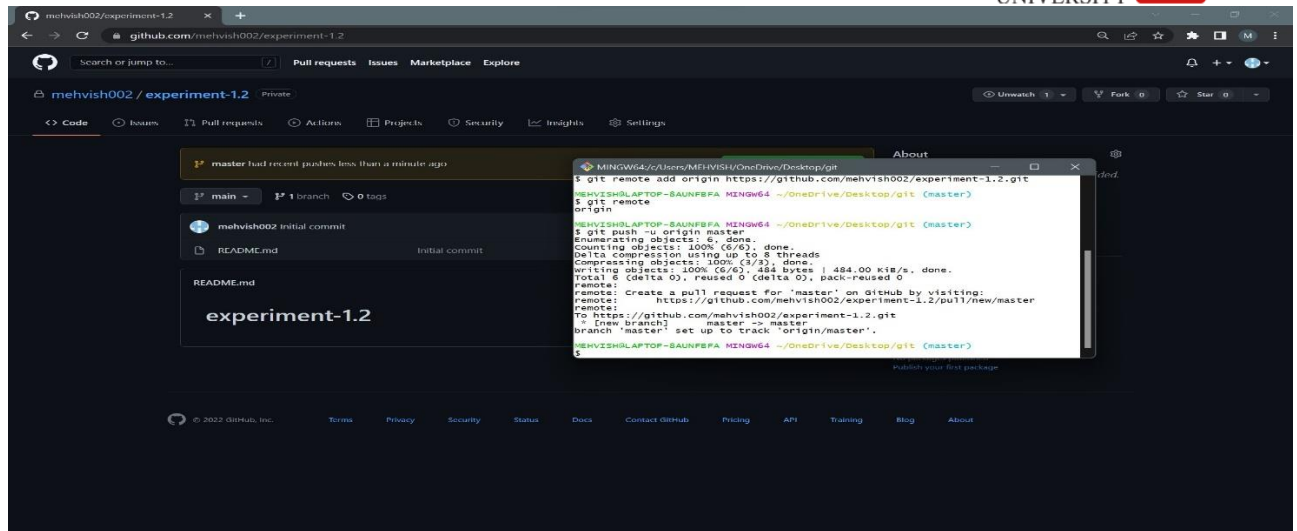 UNIVERSITY
mehvish002/experiment-1.2
github.com/mehvish002/experiment-1.2
M
Search or jump to...
/
Pull requests Issues Marketplace Explore
mehvish002 / experiment-1.2 Private
Unwatch 1
Fork 0
Star 0
<> Code Issues Pull requests Actions Projects Security Insights Settings
master had recent pushes less than a minute ago
main 1 branch 0 tags
mehvish002 Initial commit
README.md Initial commit
README.md
experiment-1.2
About
MINGW64:/c/Users/MEHVISH/OneDrive/Desktop/git
$ git remote add origin https://github.com/mehvish002/experiment-1.2.git
MEHVISH@LAPTOP-8AUNFBFA MINGW64 ~/OneDrive/Desktop/git (master)
$ git remote
origin
MEHVISH@LAPTOP-8AUNFBFA MINGW64 ~/OneDrive/Desktop/git (master)
$ git push -u origin master
Enumerating objects: 6, done.
Counting objects: 100% (6/6), done.
Delta compression using up to 8 threads
Compressing objects: 100% (3/3), done.
Writing objects: 100% (6/6), 484 bytes | 484.00 KiB/s, done.
Total 6 (delta 0), reused 0 (delta 0), pack-reused 0
remote:
remote: Create a pull request for 'master' on GitHub by visiting:
remote: https://github.com/mehvish002/experiment-1.2/pull/new/master
remote:
To https://github.com/mehvish002/experiment-1.2.git
* [new branch] master -> master
branch 'master' set up to track 'origin/master'.
MEHVISH@LAPTOP-8AUNFBFA MINGW64 ~/OneDrive/Desktop/git (master)
$
Publish your first package
© 2022 GitHub, Inc. Terms Privacy Security Status Docs Contact GitHub Pricing API Training Blog About